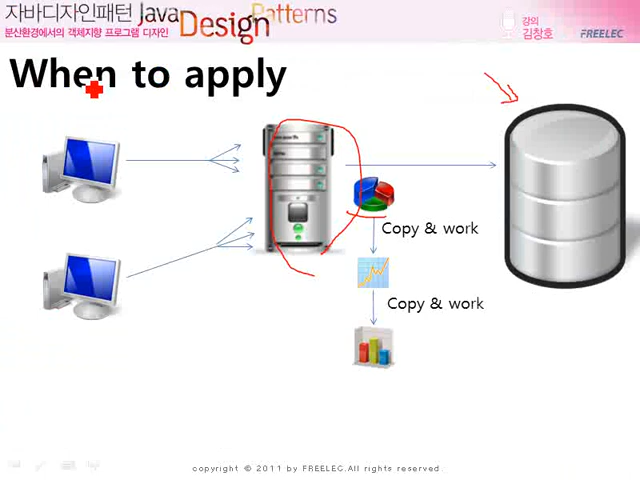 자바디자인패턴 Java Design Patterns
분산환경에서의 객체지향 프로그램 디자인
강의
김창호 FREELEC
When to apply
Copy & work
Copy & work
copyright © 2011 by FREELEC.All rights reserved.